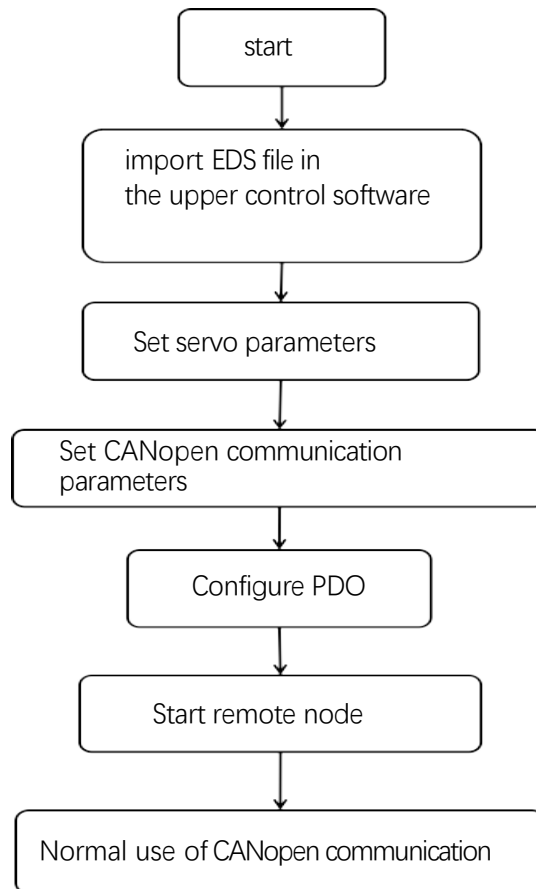 start
import EDS file in
the upper control software
Set servo parameters
Set CANopen communication
parameters
Configure PDO
Start remote node
Normal use of CANopen communication